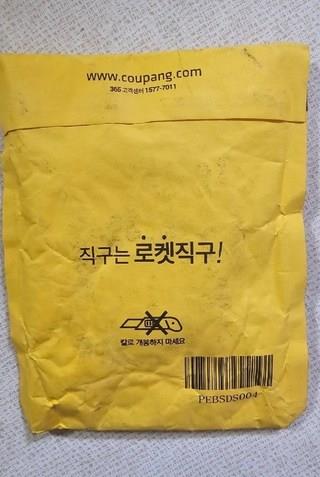 www.coupang.com
365 고객센터 1577-7011
직구는 로켓직구!
칼로 개봉하지 마세요
PEBSDS004